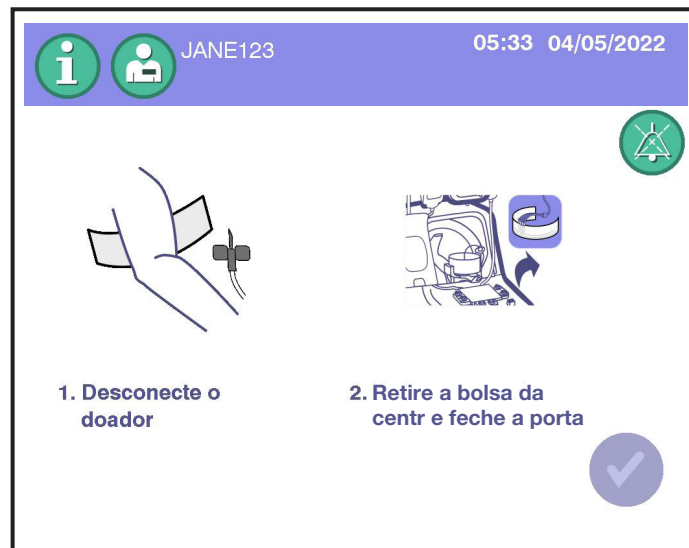 JANE123
05:33 04/05/2022
1. Desconecte o
doador
2. Retire a bolsa da
centr e feche a porta